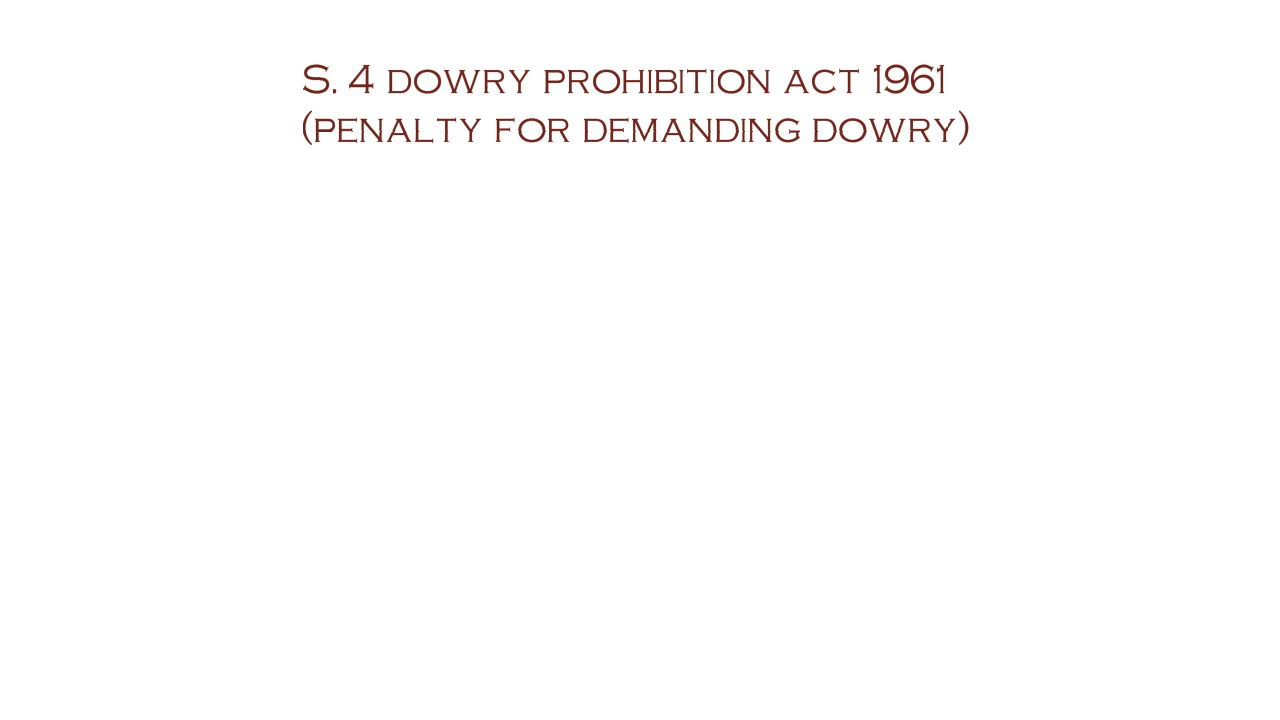 S. 4 DOWRY PROHIBITION ACT 1961
(PENALTY FOR DEMANDING DOWRY)